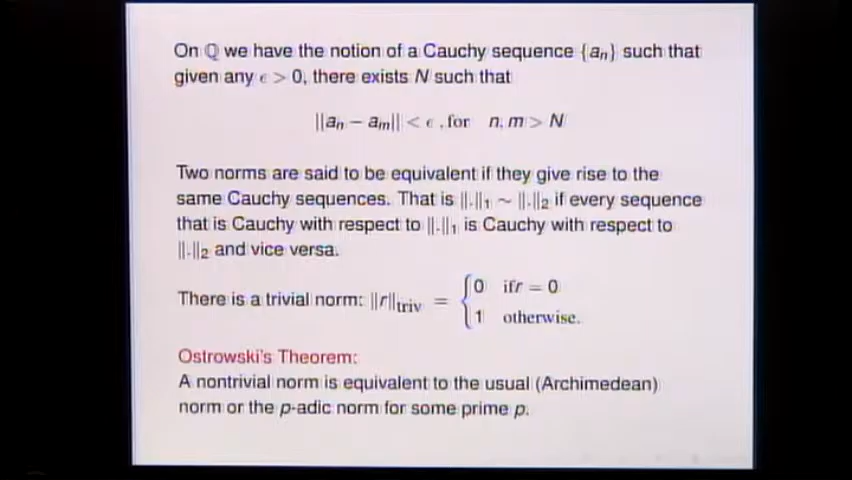 On ℚ we have the notion of a Cauchy sequence {aₙ} such that
given any ϵ > 0, there exists N such that
||aₙ − aₘ|| < ϵ, for n, m > N
Two norms are said to be equivalent if they give rise to the
same Cauchy sequences. That is ||.||₁ ∼ ||.||₂ if every sequence
that is Cauchy with respect to ||.||₁ is Cauchy with respect to
||.||₂ and vice versa.
There is a trivial norm: ||r||triv = {0 ifr = 0
1 otherwise.
Ostrowski's Theorem:
A nontrivial norm is equivalent to the usual (Archimedean)
norm or the p-adic norm for some prime p.